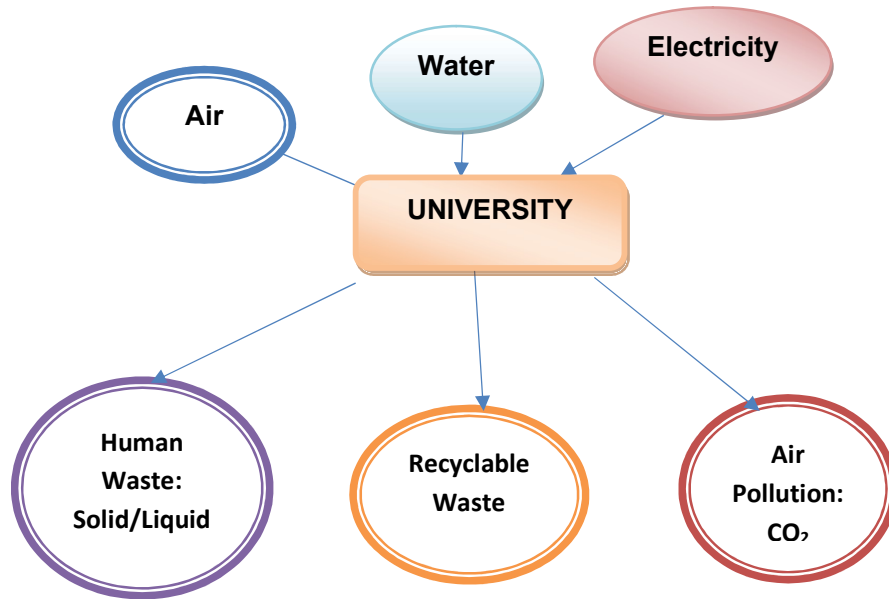 Air
Water
Electricity
UNIVERSITY
Human
Waste:
Solid/Liquid
Recyclable
Waste
Air
Pollution:
CO₂